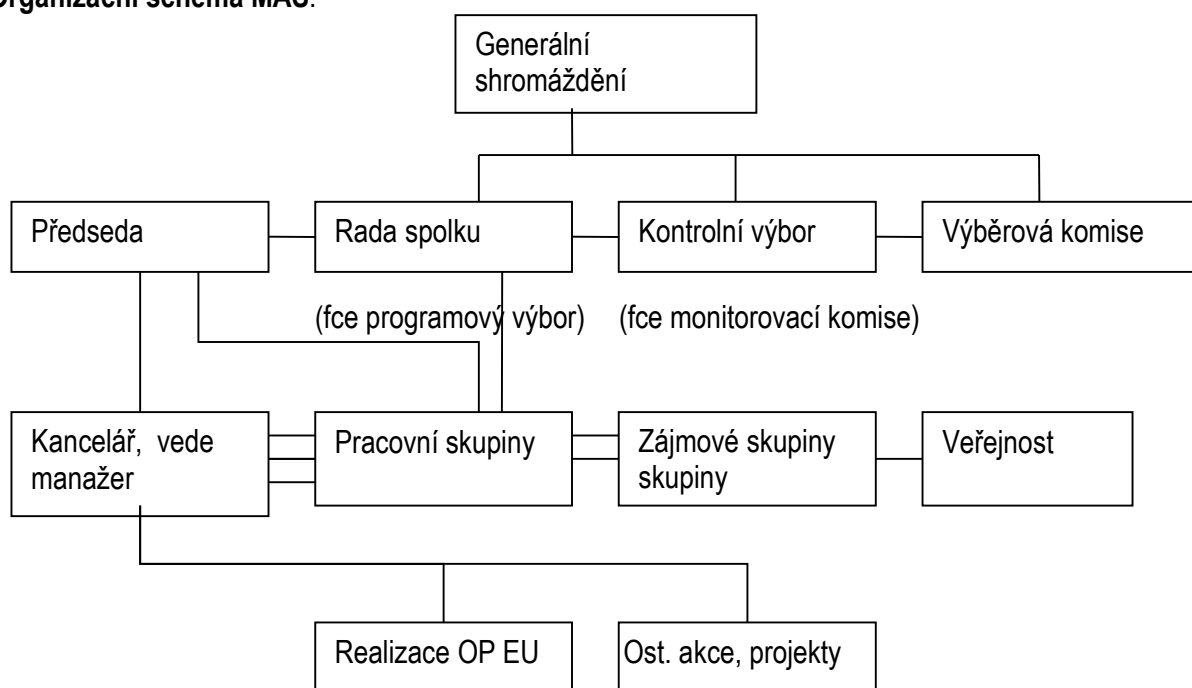 Organizační schéma MAS:
Generální
shromáždění
Předseda
Rada spolku
Kontrolní výbor
Výběrová komise
(fce programový výbor)
(fce monitorovací komise)
Kancelář, vede
manažer
Pracovní skupiny
Zájmové skupiny
skupiny
Veřejnost
Realizace OP EU
Ost. akce, projekty